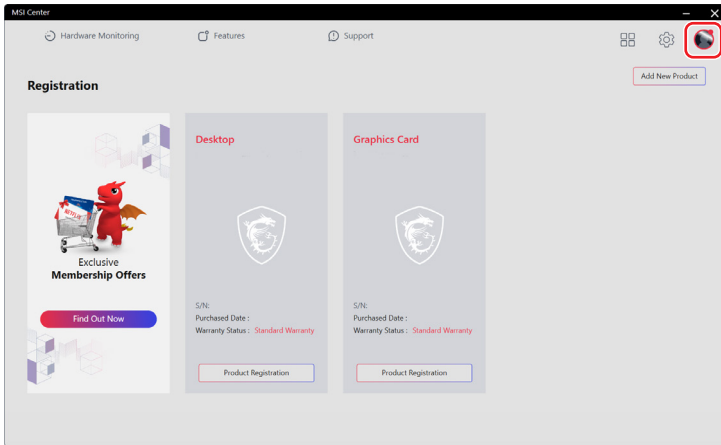 MSI Center
Hardware Monitoring
Features
Support
Registration
Add New Product
NETFLIX
Exclusive
Membership Offers
Find Out Now
Desktop
S/N:
Purchased Date :
Warranty Status : Standard Warranty
Product Registration
Graphics Card
S/N:
Purchased Date :
Warranty Status : Standard Warranty
Product Registration